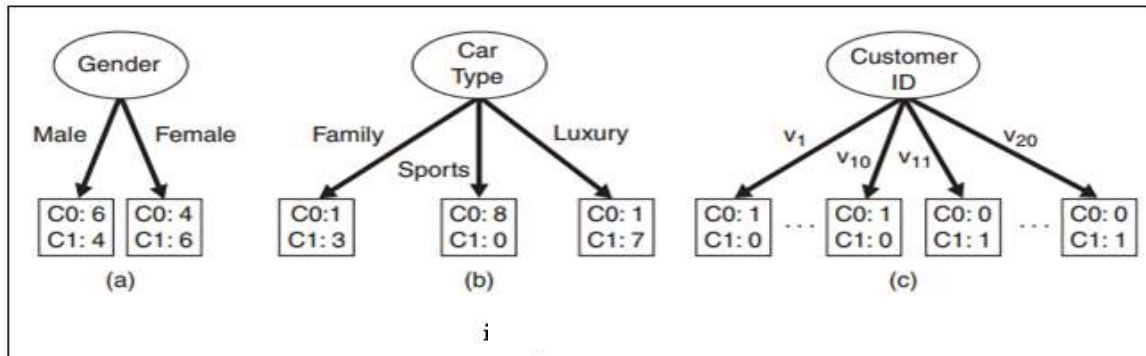 Gender
Male
Female
C0: 6
C1: 4
C0: 4
C1: 6
(a)
Car
Type
Family
Sports
Luxury
C0:1
C1: 3
C0: 8
C1: 0
C0: 1
C1: 7
(b)
Customer
ID
v1
v10
v11
v20
C0: 1
C1: 0
. . .
C0: 1
C1: 0
C0: 0
C1: 1
. . .
C0: 0
C1: 1
(c)
i